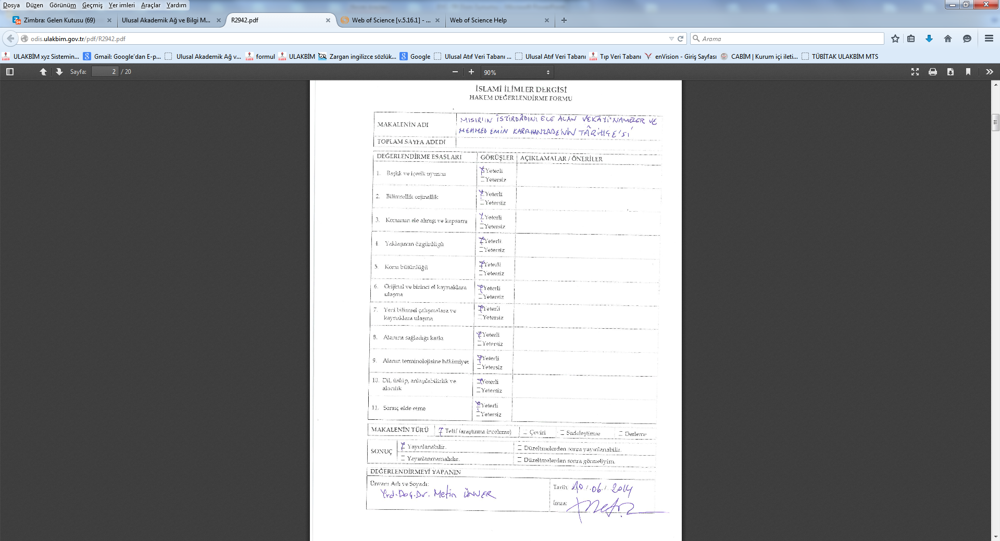 Dosya Düzen Görünüm Geçmiş Yer imleri Araçlar Yardım
Zimbra: Gelen Kutusu (69) Ulusal Akademik Ağ ve Bilgi M... R2942.pdf Web of Science [v.5.16.1] - ... Web of Science Help
odis.ulakbim.gov.tr/pdf/R2942.pdf Arama
ULAKBİM xyz Sisteminin... Gmail: Google'dan E-p... Ulusal Akademik Ağ v... formul ULAKBİM Zargan ingilizce sözlük... Google Ulusal Atıf Veri Tabanı ... Ulusal Atıf Veri Tabanı Tıp Veri Tabanı enVision - Giriş Sayfası CABİM | Kurum içi ileti... TÜBİTAK ULAKBİM MTS
Sayfa: 2 / 20 90%
İSLAMİ İLİMLER DERGİSİ
HAKEM DEĞERLENDİRME FORMU
MAKALENİN ADI MISIR'IN İSTİRDÂDINI ELE ALAN VEKAYİ'NAMELER VE
MEHMED EMİN KARAHANZADE'NİN TÂRİHÇE'Sİ
TOPLAM SAYFA ADEDİ
DEĞERLENDİRME ESASLARI GÖRÜŞLER AÇIKLAMALAR / ÖNERİLER
1. Başlık ve içerik uyumu Yeterli
Yetersiz
2. Bilimsellik orjinallik Yeterli
Yetersiz
3. Konunun ele alınışı ve kapsamı Yeterli
Yetersiz
4. Yaklaşımın özgünlüğü Yeterli
Yetersiz
5. Konu bütünlüğü Yeterli
Yetersiz
6. Orijinal ve birinci el kaynaklara Yeterli
ulaşma Yetersiz
7. Yeni bilimsel çalışmalara ve Yeterli
kaynaklara ulaşma Yetersiz
8. Alanına sağladığı katkı Yeterli
Yetersiz
9. Alanın terminolojisine hâkimiyet Yeterli
Yetersiz
10. Dil, üslup, anlaşılabilirlik ve Yeterli
akıcılık Yetersiz
11. Sonuç elde etme Yeterli
Yetersiz
MAKALENİN TÜRÜ Telif (araştırma inceleme) Çeviri Sadeleştirme Derleme
SONUÇ Yayınlanabilir. Düzeltmelerden sonra yayınlanabilir.
Yayınlanmamalıdır. Düzeltmelerden sonra görmeliyim.
DEĞERLENDİRMEYİ YAPANIN
Ünvanı Adı ve Soyadı: Tarih: 10/.06./.2014
Yrd.Doç.Dr. Metin ÜNVER
İmza: